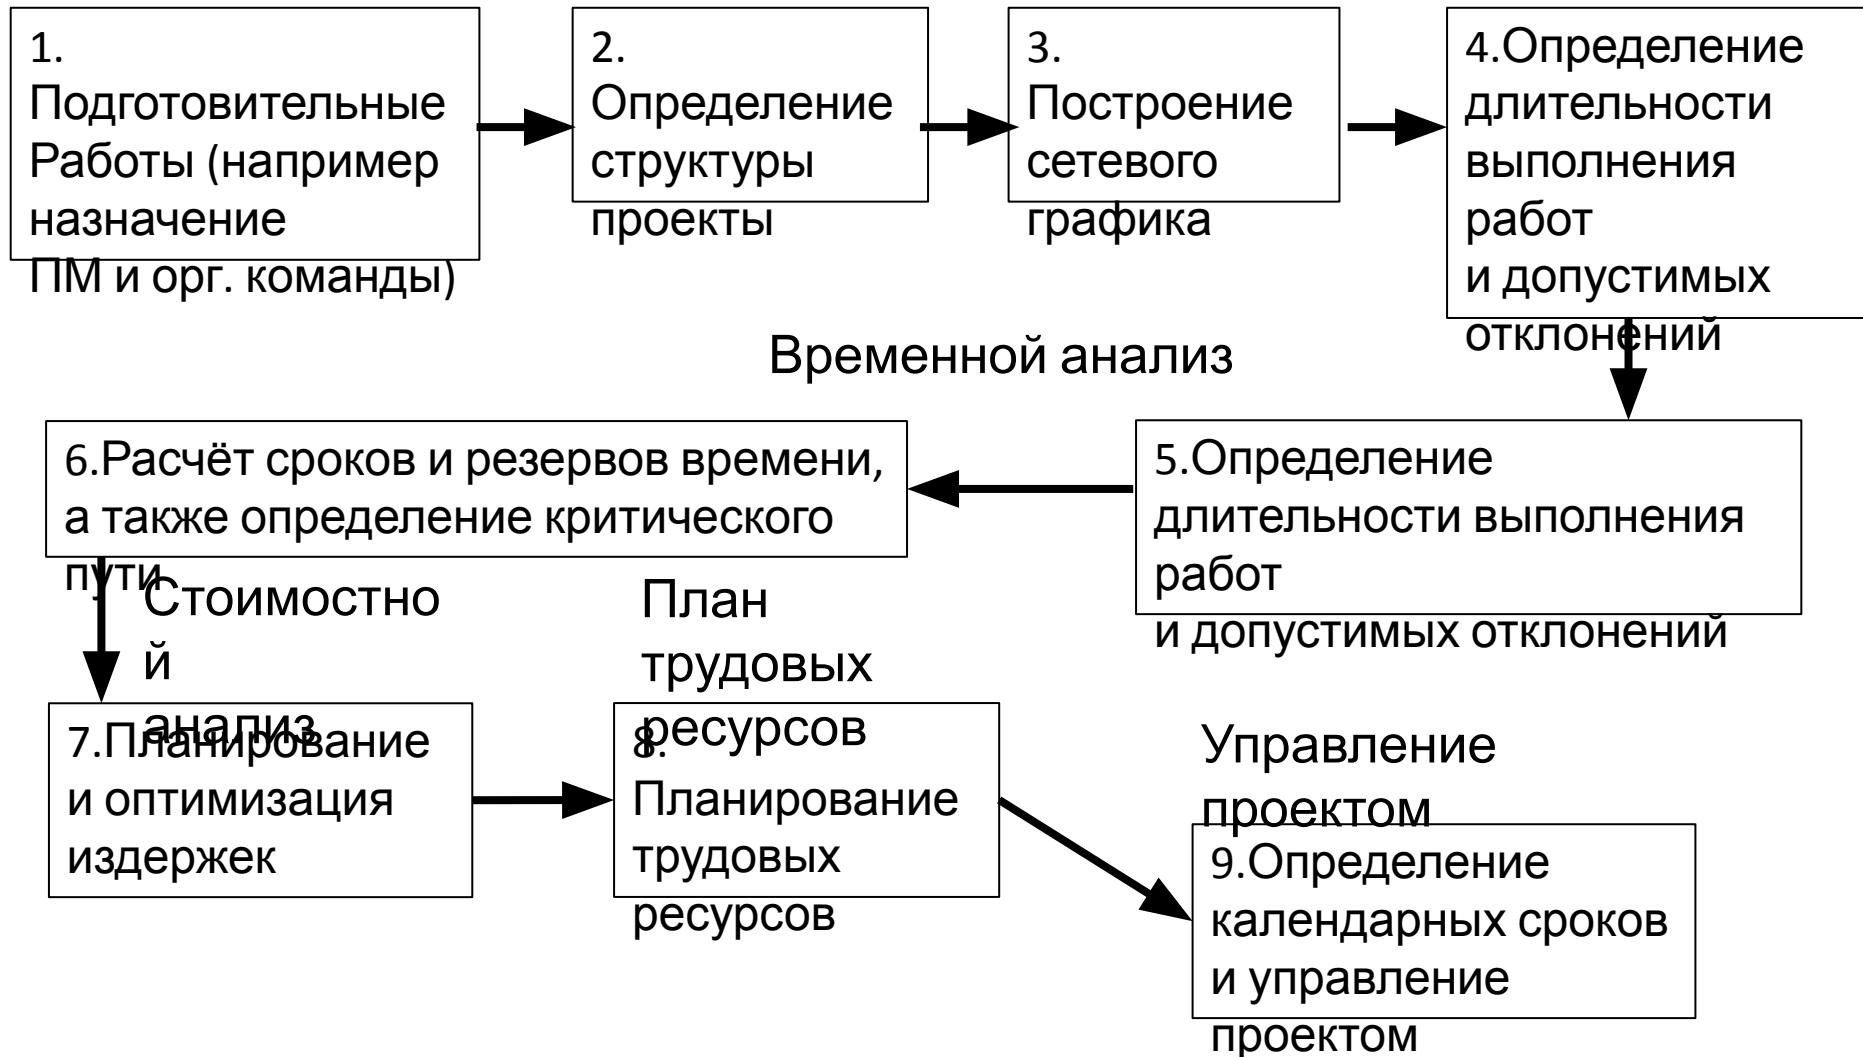 1.
Подготовительные
Работы (например
назначение
ПМ и орг. команды)
2.
Определение
структуры
проекты
3.
Построение
сетевого
графика
4.Определение
длительности
выполнения
работ
и допустимых
отклонений
Временной анализ
5.Определение
длительности выполнения
работ
и допустимых отклонений
6.Расчёт сроков и резервов времени,
а также определение критического
пути
Стоимостно
й
анализ
7.Планирование
и оптимизация
издержек
План
трудовых
ресурсов
8.
Планирование
трудовых
ресурсов
Управление
проектом
9.Определение
календарных сроков
и управление
проектом